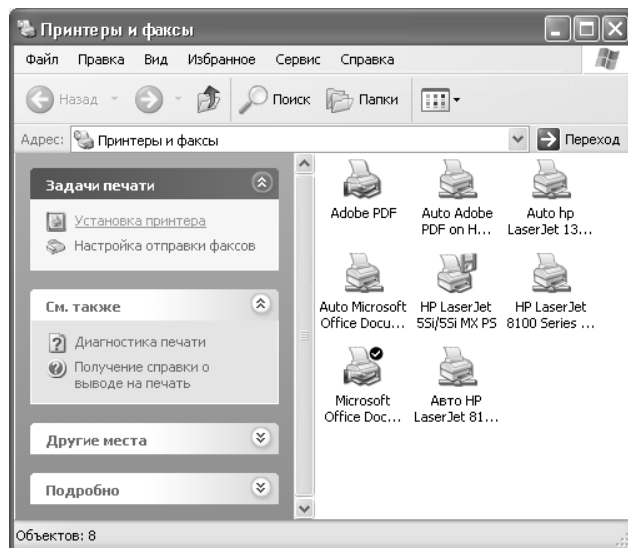 Принтеры и факсы
Файл Правка Вид Избранное Сервис Справка
Назад Поиск Папки
Адрес: Принтеры и факсы Переход
Задачи печати
Установка принтера
Настройка отправки факсов
См. также
Диагностика печати
Получение справки о
выводе на печать
Другие места
Подробно
Adobe PDF
Auto Adobe
PDF on H...
Auto hp
LaserJet 13...
Auto Microsoft
Office Docu...
HP LaserJet
5Si/5Si MX PS
HP LaserJet
8100 Series ...
Microsoft
Office Doc...
Авто HP
LaserJet 81...
Объектов: 8